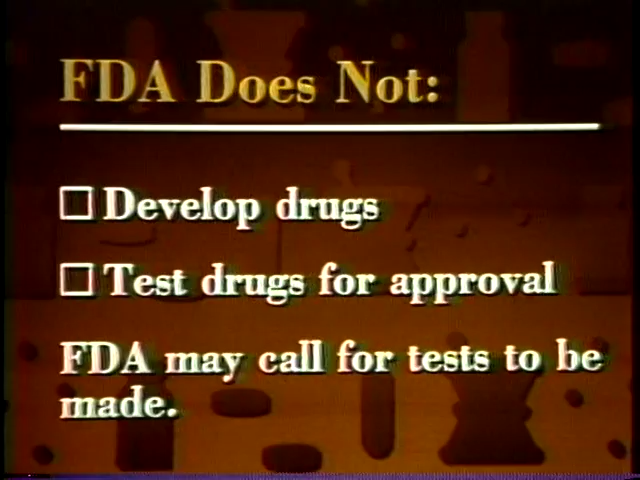 FDA Does Not:
☐ Develop drugs
☐ Test drugs for approval
FDA may call for tests to be
made.